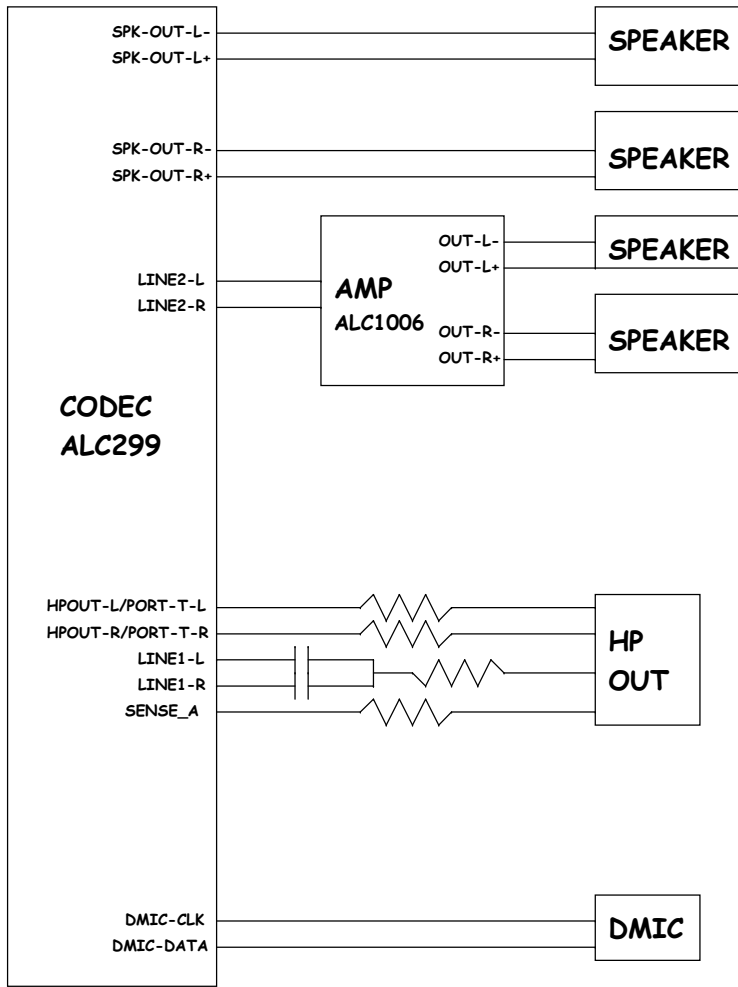 SPK-OUT-L-
SPK-OUT-L+
SPEAKER
SPK-OUT-R-
SPK-OUT-R+
SPEAKER
LINE2-L
LINE2-R
AMP
ALC1006
OUT-L-
OUT-L+
OUT-R-
OUT-R+
SPEAKER
SPEAKER
CODEC
ALC299
HPOUT-L/PORT-T-L
HPOUT-R/PORT-T-R
LINE1-L
LINE1-R
SENSE_A
HP
OUT
DMIC-CLK
DMIC-DATA
DMIC